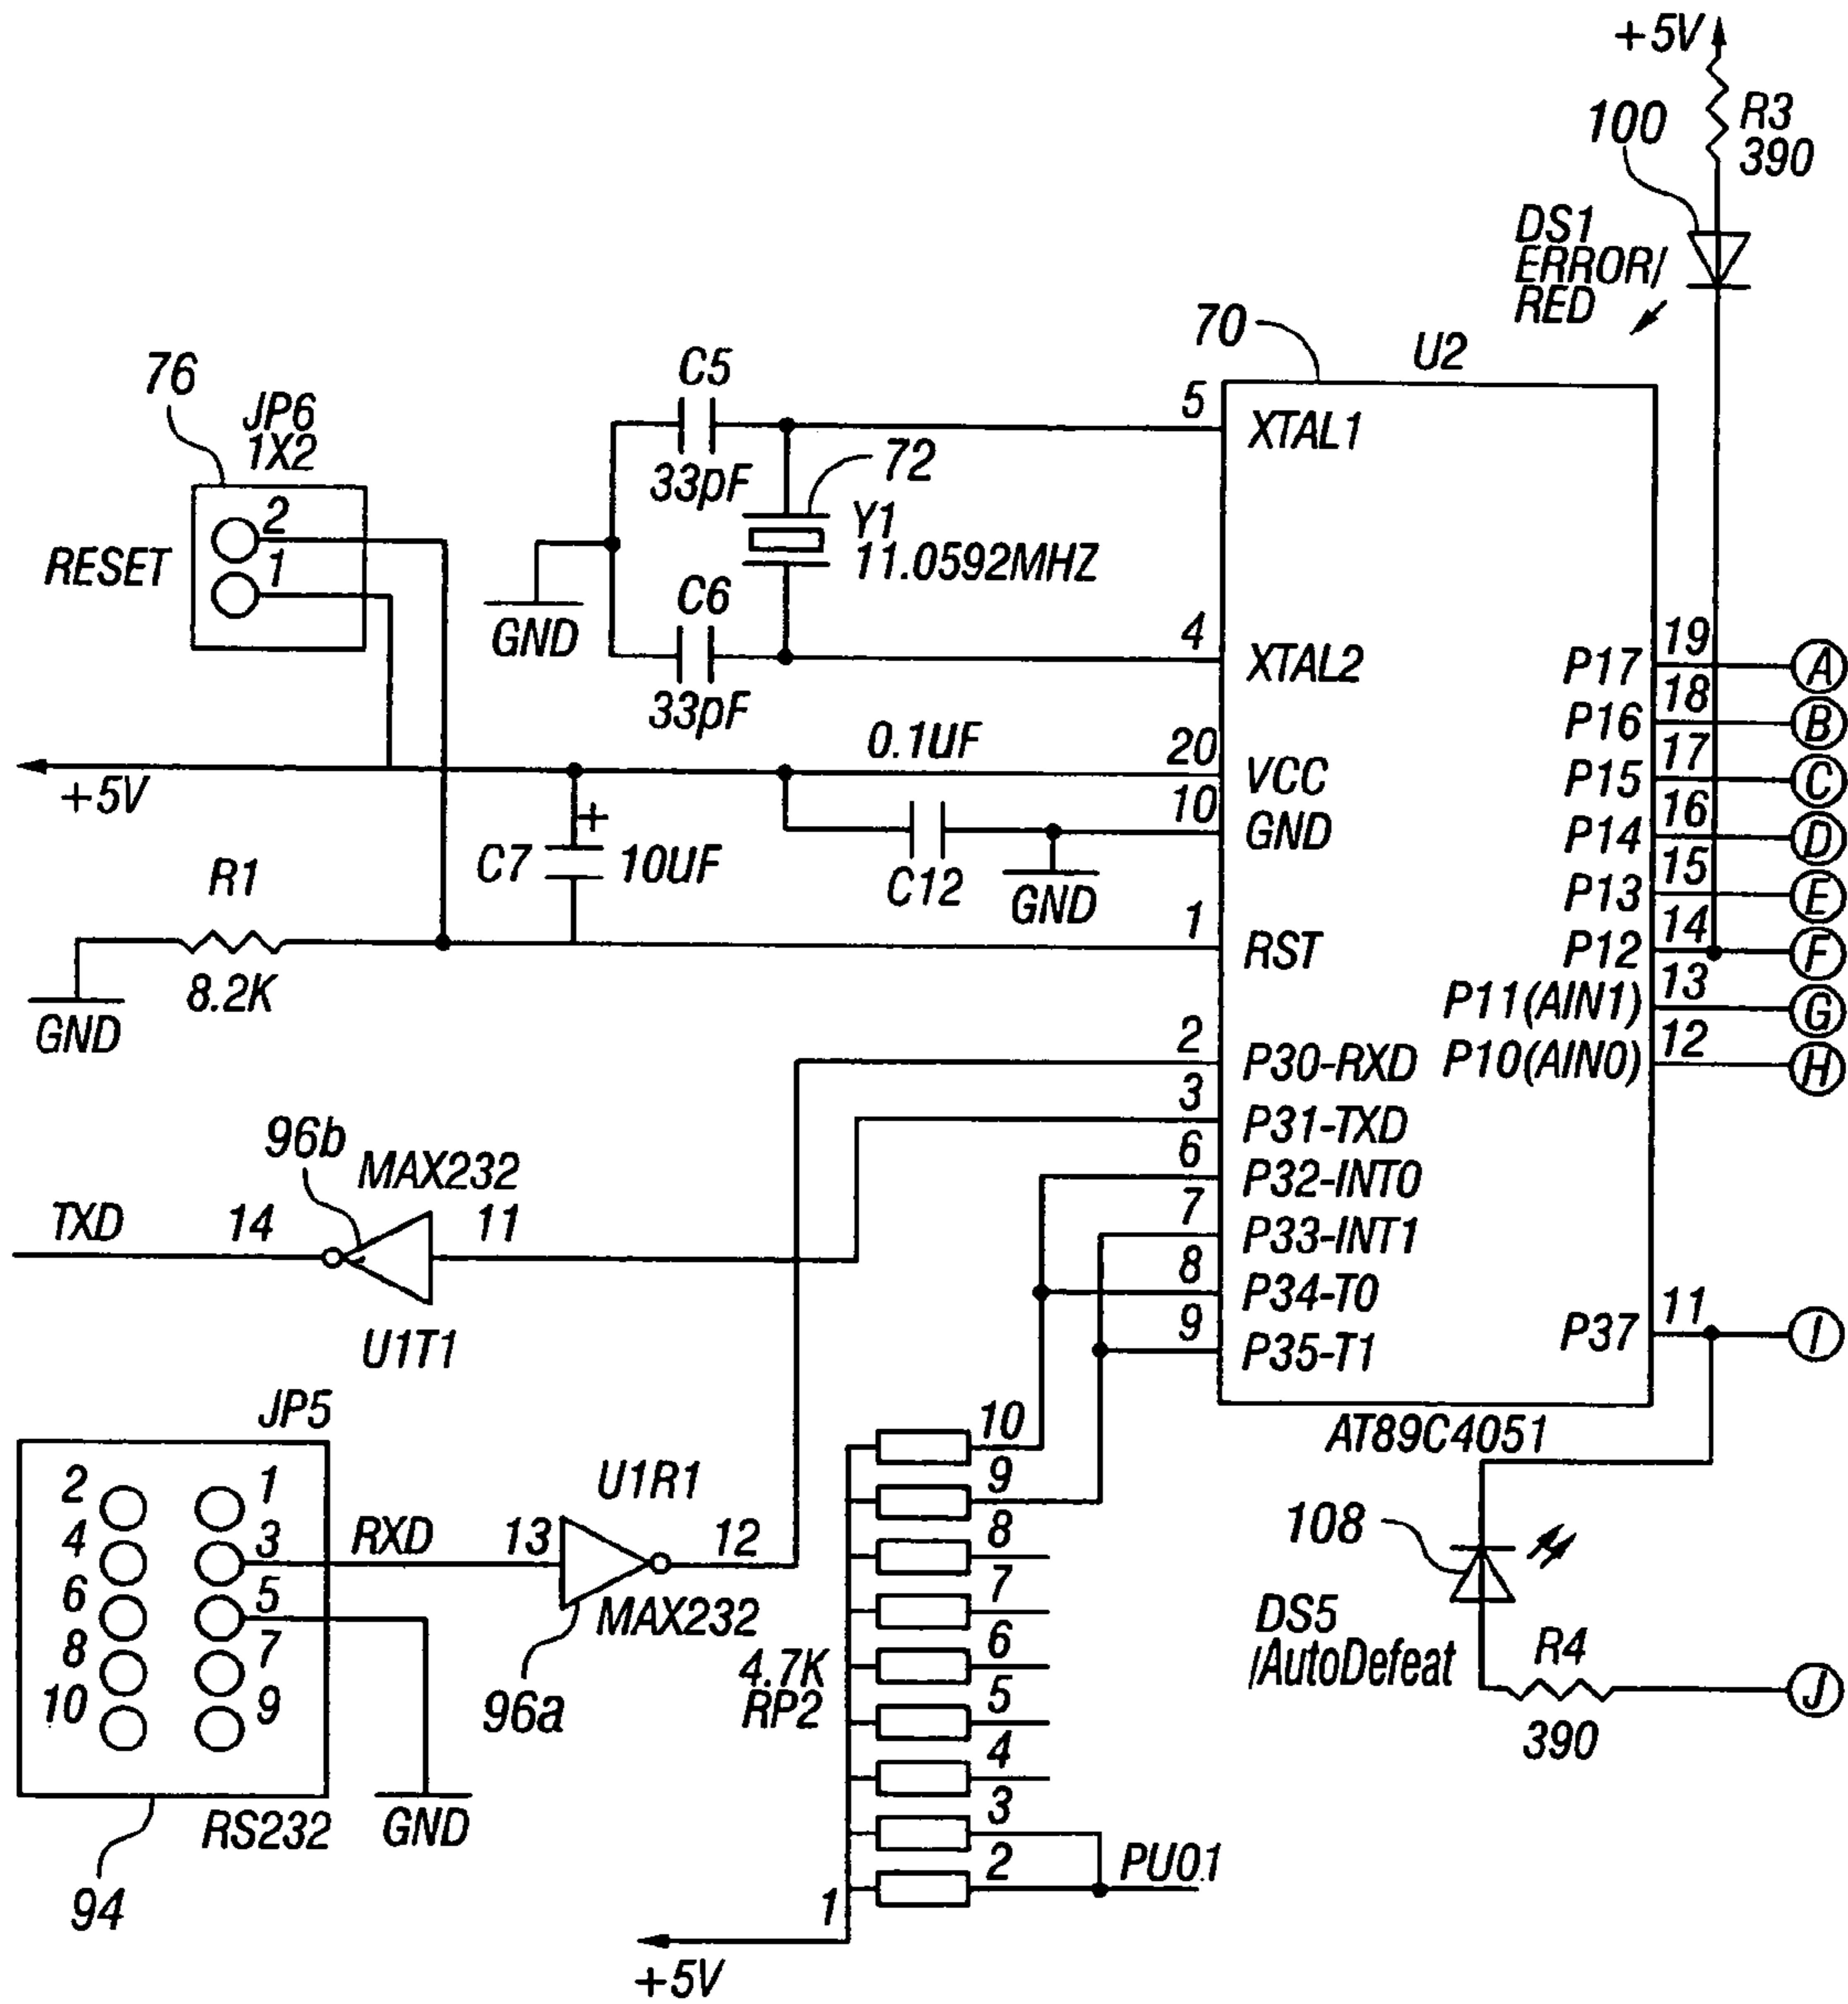 +5V
R3
390
100
DS1
ERROR/
RED
70
U2
76
JP6
1X2
2
1
RESET
C5
33pF
72
Y1
11.0592MHZ
GND
C6
33pF
5
XTAL1
4
XTAL2
+5V
0.1UF
20
VCC
10
GND
+
C7
10UF
C12
GND
R1
8.2K
GND
1
RST
P17
19
A
P16
18
B
P15
17
C
P14
16
D
P13
15
E
P12
14
F
P11(AIN1)
13
G
P10(AIN0)
12
H
2
P30-RXD
3
P31-TXD
6
P32-INT0
7
P33-INT1
8
P34-T0
9
P35-T1
P37
11
I
AT89C4051
96b
MAX232
TXD
14
11
U1T1
JP5
2
1
4
3
6
5
8
7
10
9
RS232
94
GND
RXD
U1R1
13
12
MAX232
96a
10
9
8
7
6
5
4
3
2
4.7K
RP2
1
+5V
PU0.1
108
DS5
/AutoDefeat
R4
390
J